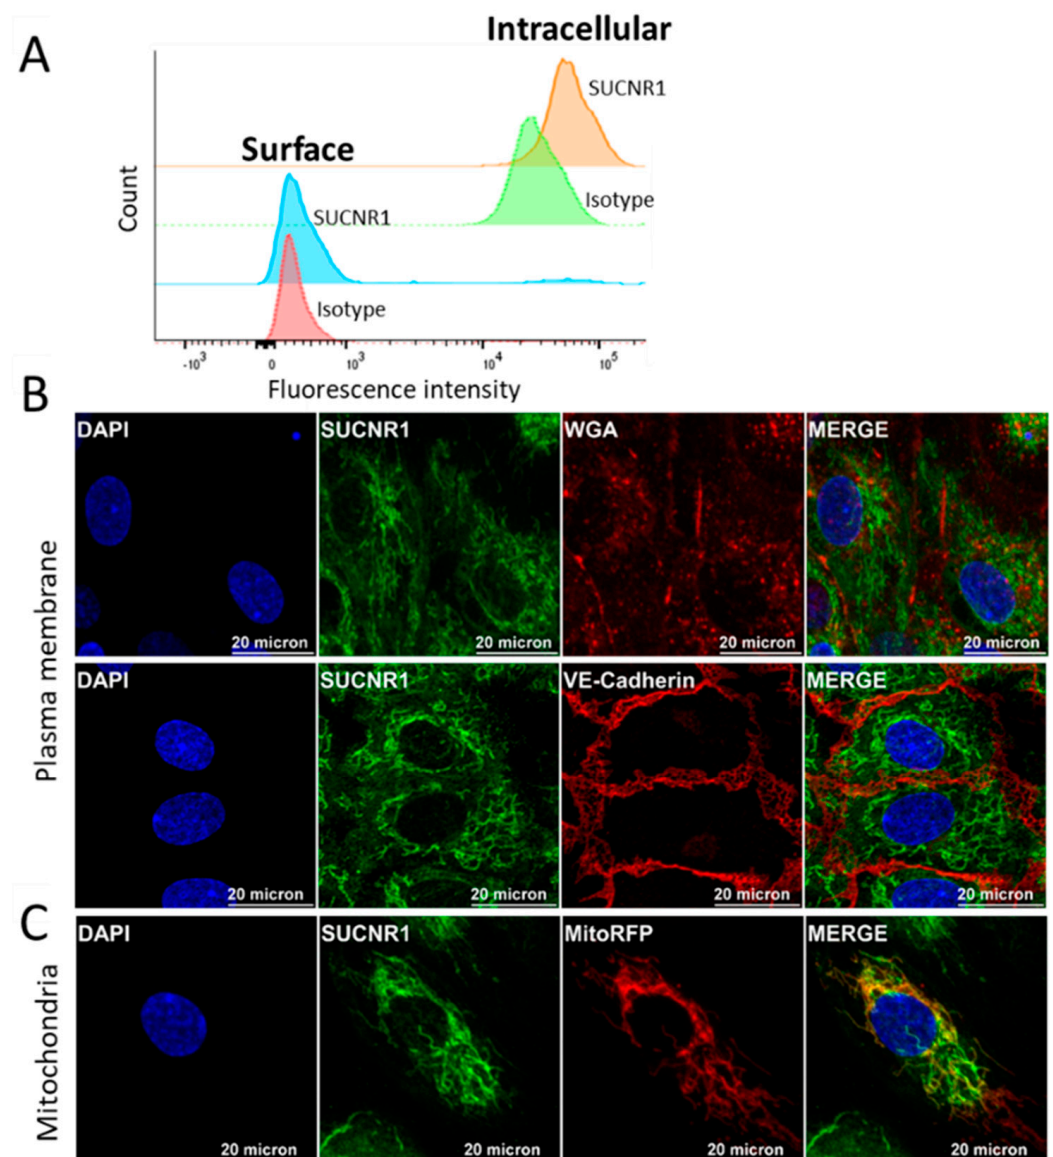 A
Intracellular
SUCNR1
Surface
Isotype
SUCNR1
Isotype
Count
-10³ 0 10³ 10⁴ 10⁵
Fluorescence intensity
B
Plasma membrane
DAPI SUCNR1 WGA MERGE
20 micron 20 micron 20 micron 20 micron
DAPI SUCNR1 VE-Cadherin MERGE
20 micron 20 micron 20 micron 20 micron
C
Mitochondria
DAPI SUCNR1 MitoRFP MERGE
20 micron 20 micron 20 micron 20 micron